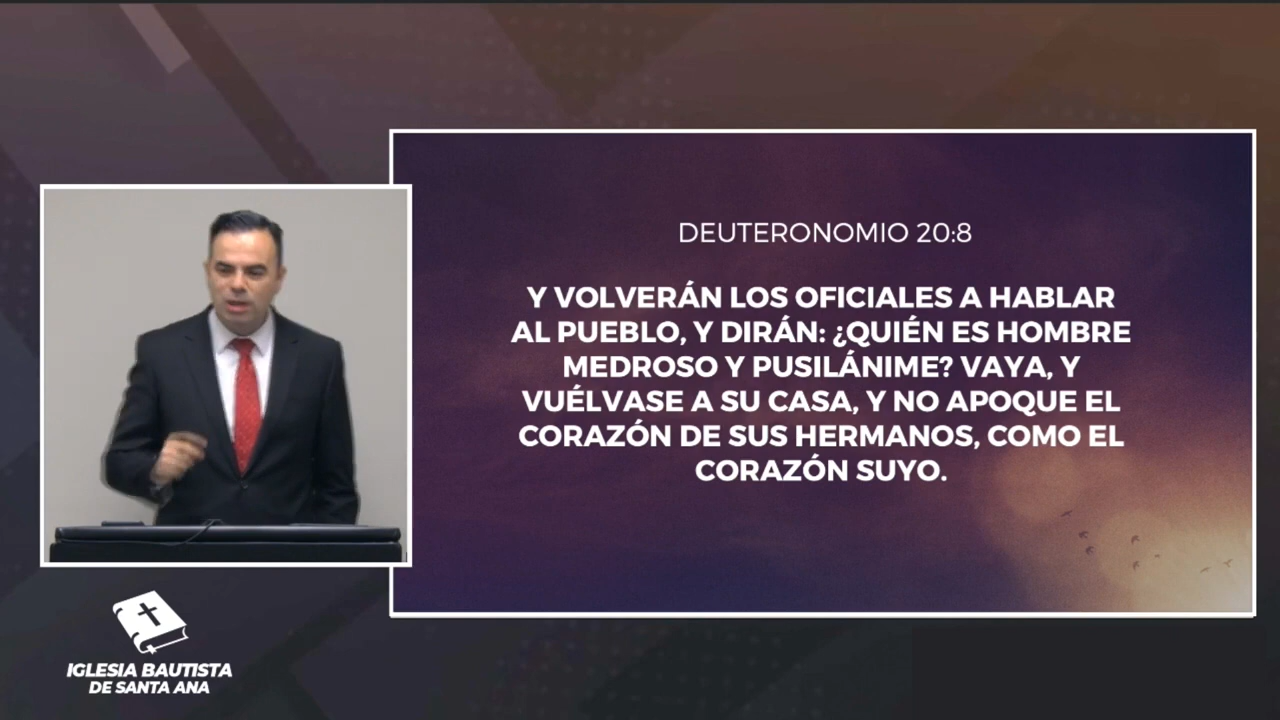 DEUTERONOMIO 20:8
Y VOLVERÁN LOS OFICIALES A HABLAR
AL PUEBLO, Y DIRÁN: ¿QUIÉN ES HOMBRE
MEDROSO Y PUSILÁNIME? VAYA, Y
VUÉLVASE A SU CASA, Y NO APOQUE EL
CORAZÓN DE SUS HERMANOS, COMO EL
CORAZÓN SUYO.
IGLESIA BAUTISTA
DE SANTA ANA